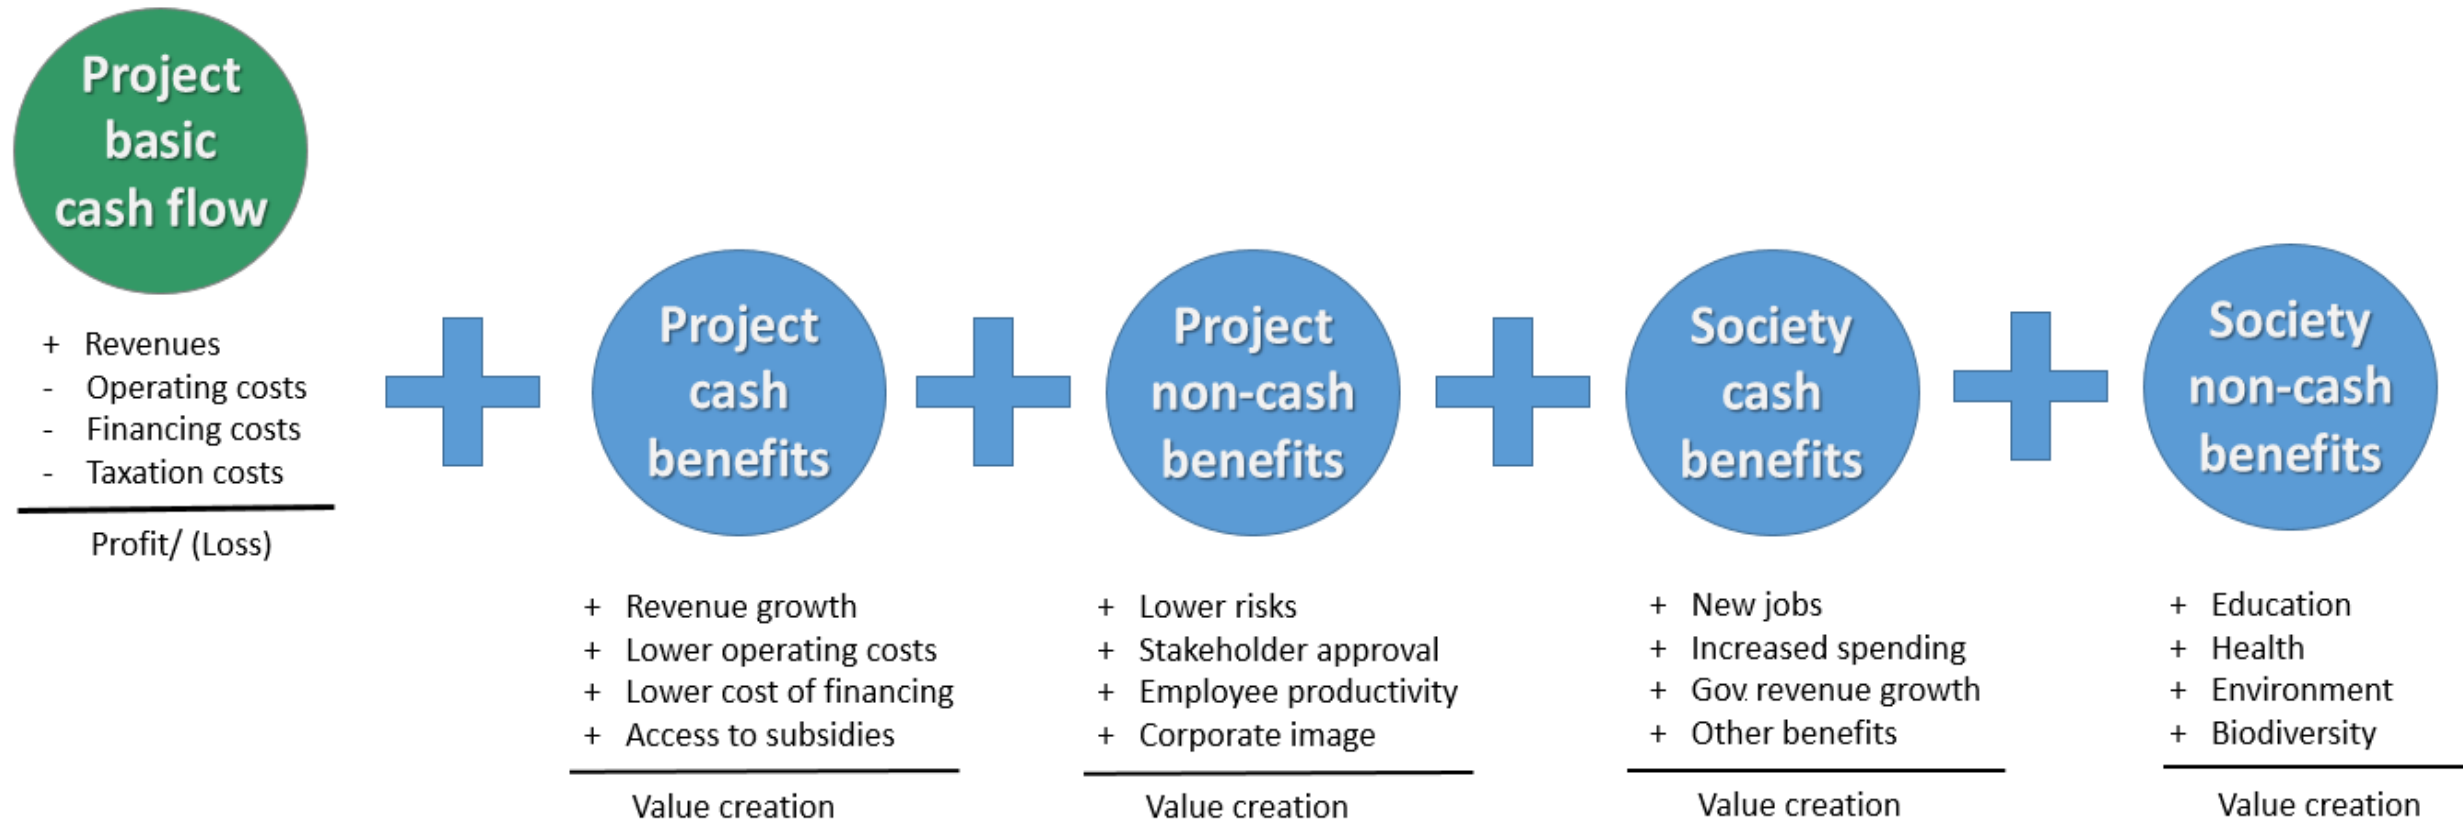 Project
basic
cash flow
+ Revenues
- Operating costs
- Financing costs
- Taxation costs
Profit/ (Loss)
Project
cash
benefits
+ Revenue growth
+ Lower operating costs
+ Lower cost of financing
+ Access to subsidies
Value creation
Project
non-cash
benefits
+ Lower risks
+ Stakeholder approval
+ Employee productivity
+ Corporate image
Value creation
Society
cash
benefits
+ New jobs
+ Increased spending
+ Gov. revenue growth
+ Other benefits
Value creation
Society
non-cash
benefits
+ Education
+ Health
+ Environment
+ Biodiversity
Value creation